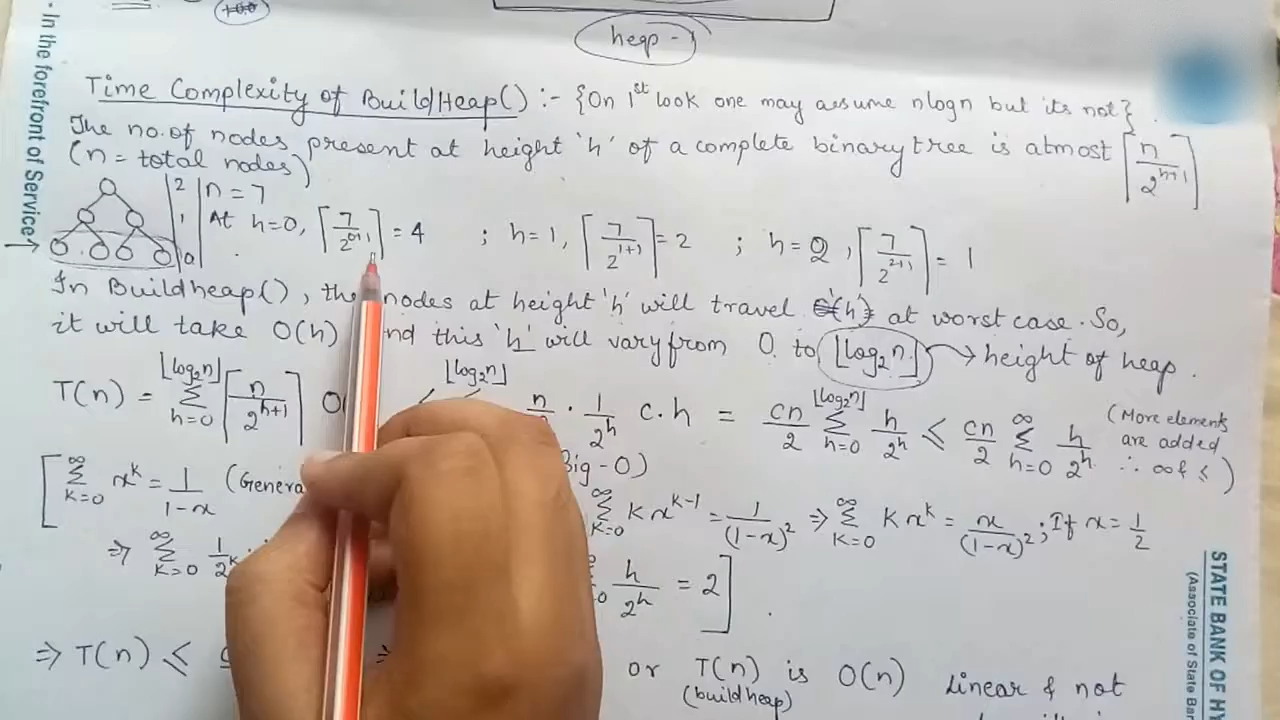 heap -
Time Complexity of BuildHeap() :- {On 1st look one may assume nlogn but its not}
The no. of nodes present at height 'h' of a complete binary tree is atmost ⌈n/2^(h+1)⌉
(n = total nodes)
2 n = 7
1 At h=0, ⌈7/2^(0+1)⌉ = 4 ; h=1, ⌈7/2^(1+1)⌉ = 2 ; h=2, ⌈7/2^(2+1)⌉ = 1
0
In Buildheap(), the nodes at height 'h' will travel 'h' at worst case. So,
it will take O(h) this 'h' will vary from 0 to ⌊log₂n⌋ → height of heap.
T(n) = Σ_{h=0}^{⌊log₂n⌋} ⌈n/2^(h+1)⌉ ⌊log₂n⌋ · 1/2^h c.h = cn/2 Σ_{h=0}^{⌊log₂n⌋} h/2^h ≤ cn/2 Σ_{h=0}^{∞} h/2^h (More elements are added ∴ ∞ & ≤)
[Σ_{k=0}^{∞} x^k = 1/(1-x) Big-O)
Σ_{k=0}^{∞} K x^(k-1) = 1/(1-x)² ⇒ Σ_{k=0}^{∞} K x^k = x/(1-x)² ; If x = 1/2
⇒ Σ_{k=0}^{∞} 1/2^k h/2^h = 2]
⇒ T(n) ≤ or T(n) is O(n) Linear & not
(buildheap)
- In the forefront of Service →
STATE BANK OF HY
(Associate of State Ba